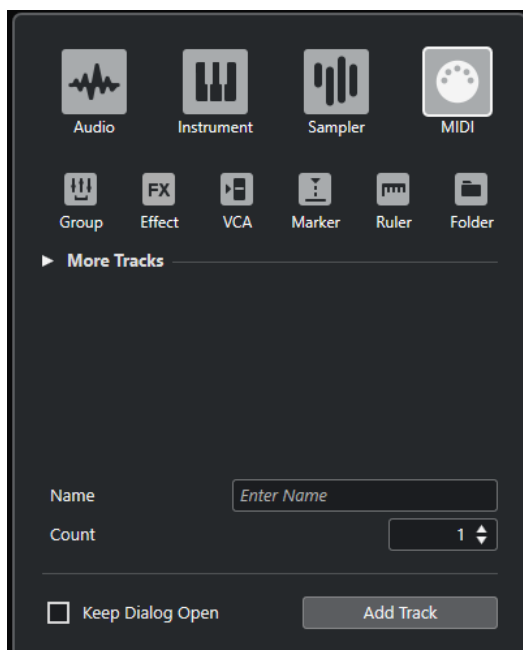 Audio Instrument Sampler MIDI
FX
Group Effect VCA Marker Ruler Folder
More Tracks
Name Enter Name
Count 1
Keep Dialog Open Add Track